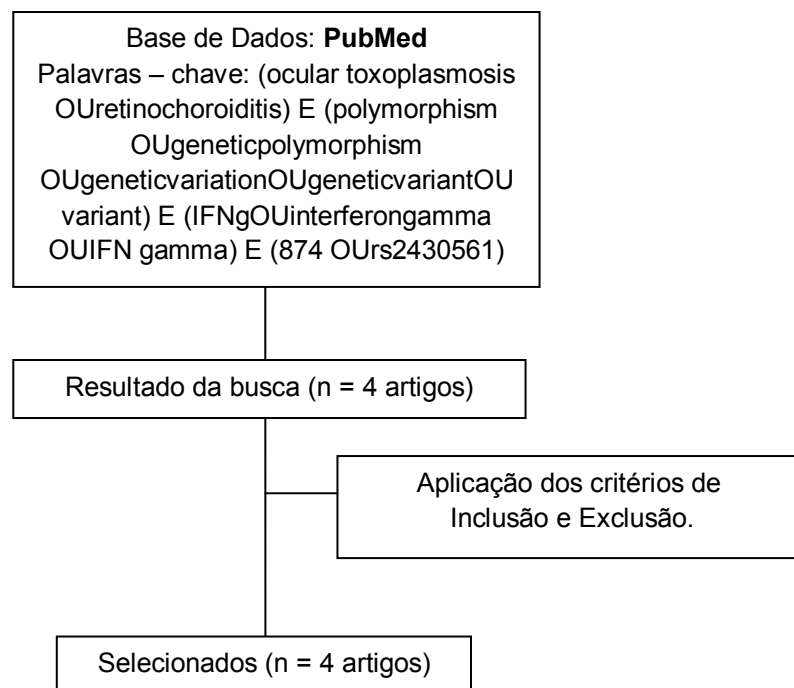 Base de Dados: PubMed
Palavras – chave: (ocular toxoplasmosis
OUretinochoroiditis) E (polymorphism
OUgeneticpolymorphism
OUgeneticvariationOUgeneticvariantOU
variant) E (IFNgOUinterferongamma
OUIFN gamma) E (874 OUrs2430561)
Resultado da busca (n = 4 artigos)
Aplicação dos critérios de
Inclusão e Exclusão.
Selecionados (n = 4 artigos)